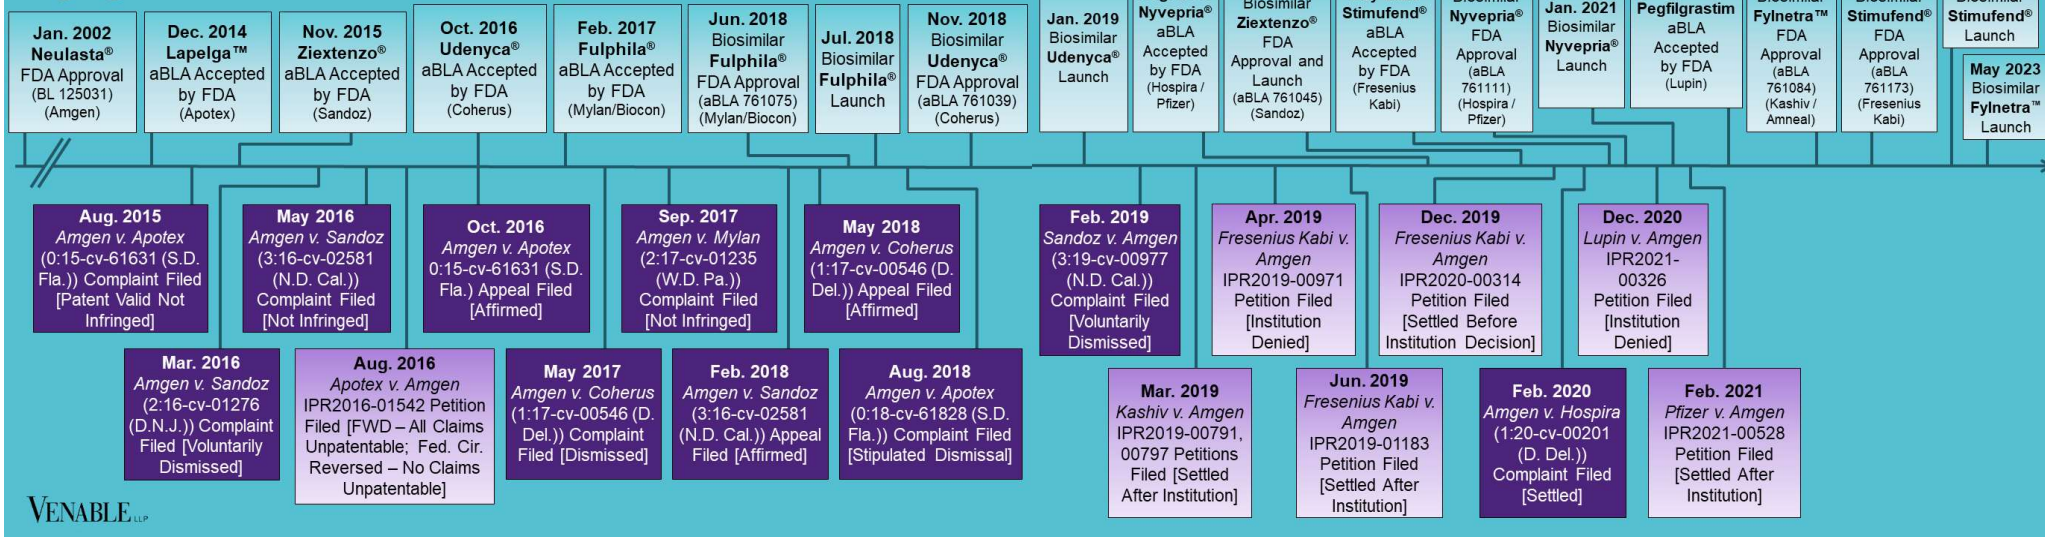 Jan. 2002
Neulasta®
FDA Approval
(BL 125031)
(Amgen)
Dec. 2014
Lapelga™
aBLA Accepted
by FDA
(Apotex)
Nov. 2015
Ziextenzo®
aBLA Accepted
by FDA
(Sandoz)
Oct. 2016
Udenyca®
aBLA Accepted
by FDA
(Coherus)
Feb. 2017
Fulphila®
aBLA Accepted
by FDA
(Mylan/Biocon)
Jun. 2018
Biosimilar
Fulphila®
FDA Approval
(aBLA 761075)
(Mylan/Biocon)
Jul. 2018
Biosimilar
Fulphila®
Launch
Nov. 2018
Biosimilar
Udenyca®
FDA Approval
(aBLA 761039)
(Coherus)
Jan. 2019
Biosimilar
Udenyca®
Launch
Nyvepria®
aBLA
Accepted
by FDA
(Hospira /
Pfizer)
Biosimilar
Ziextenzo®
FDA
Approval and
Launch
(aBLA 761045)
(Sandoz)
Stimufend®
aBLA
Accepted
by FDA
(Fresenius
Kabi)
Biosimilar
Nyvepria®
FDA
Approval
(aBLA
761111)
(Hospira /
Pfizer)
Jan. 2021
Biosimilar
Nyvepria®
Launch
Pegfilgrastim
aBLA
Accepted
by FDA
(Lupin)
Biosimilar
Fylnetra™
FDA
Approval
(aBLA
761084)
(Kashiv /
Amneal)
Biosimilar
Stimufend®
FDA
Approval
(aBLA
761173)
(Fresenius
Kabi)
Biosimilar
Stimufend®
Launch
May 2023
Biosimilar
Fylnetra™
Launch
Aug. 2015
Amgen v. Apotex
(0:15-cv-61631 (S.D.
Fla.)) Complaint Filed
[Patent Valid Not
Infringed]
May 2016
Amgen v. Sandoz
(3:16-cv-02581
(N.D. Cal.))
Complaint Filed
[Not Infringed]
Oct. 2016
Amgen v. Apotex
0:15-cv-61631 (S.D.
Fla.) Appeal Filed
[Affirmed]
Sep. 2017
Amgen v. Mylan
(2:17-cv-01235
(W.D. Pa.))
Complaint Filed
[Not Infringed]
May 2018
Amgen v. Coherus
(1:17-cv-00546 (D.
Del.)) Appeal Filed
[Affirmed]
Feb. 2019
Sandoz v. Amgen
(3:19-cv-00977
(N.D. Cal.))
Complaint Filed
[Voluntarily
Dismissed]
Apr. 2019
Fresenius Kabi v.
Amgen
IPR2019-00971
Petition Filed
[Institution
Denied]
Dec. 2019
Fresenius Kabi v.
Amgen
IPR2020-00314
Petition Filed
[Settled Before
Institution Decision]
Dec. 2020
Lupin v. Amgen
IPR2021-
00326
Petition Filed
[Institution
Denied]
Mar. 2016
Amgen v. Sandoz
(2:16-cv-01276
(D.N.J.)) Complaint
Filed [Voluntarily
Dismissed]
Aug. 2016
Apotex v. Amgen
IPR2016-01542 Petition
Filed [FWD – All Claims
Unpatentable; Fed. Cir.
Reversed – No Claims
Unpatentable]
May 2017
Amgen v. Coherus
(1:17-cv-00546 (D.
Del.)) Complaint
Filed [Dismissed]
Feb. 2018
Amgen v. Sandoz
(3:16-cv-02581
(N.D. Cal.)) Appeal
Filed [Affirmed]
Aug. 2018
Amgen v. Apotex
(0:18-cv-61828 (S.D.
Fla.)) Complaint Filed
[Stipulated Dismissal]
Mar. 2019
Kashiv v. Amgen
IPR2019-00791,
00797 Petitions
Filed [Settled
After Institution]
Jun. 2019
Fresenius Kabi v.
Amgen
IPR2019-01183
Petition Filed
[Settled After
Institution]
Feb. 2020
Amgen v. Hospira
(1:20-cv-00201
(D. Del.))
Complaint Filed
[Settled]
Feb. 2021
Pfizer v. Amgen
IPR2021-00528
Petition Filed
[Settled After
Institution]
VENABLE LLP